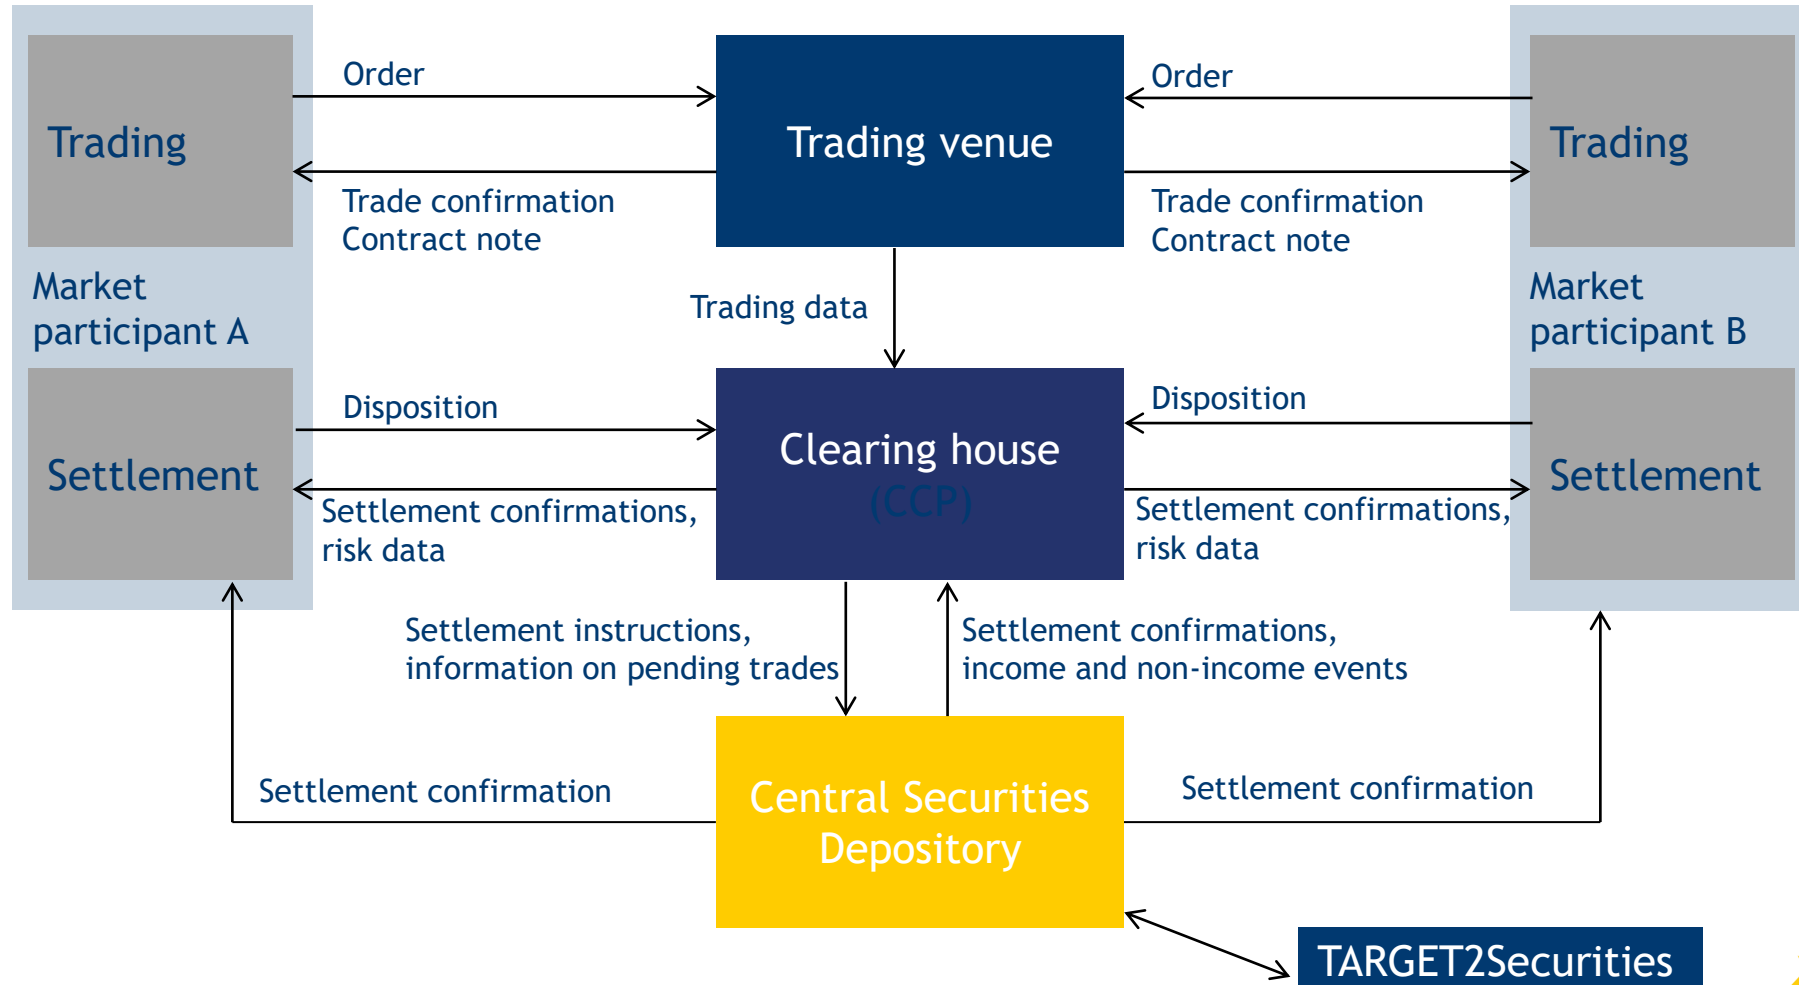 Order
Order
Trading
Trading venue
Trading
Trade confirmation
Contract note
Trade confirmation
Contract note
Market
participant A
Market
participant B
Trading data
Disposition
Disposition
Settlement
Clearing house
(CCP)
Settlement
Settlement confirmations,
risk data
Settlement confirmations,
risk data
Settlement instructions,
information on pending trades
Settlement confirmations,
income and non-income events
Settlement confirmation
Central Securities
Depository
Settlement confirmation
TARGET2Securities